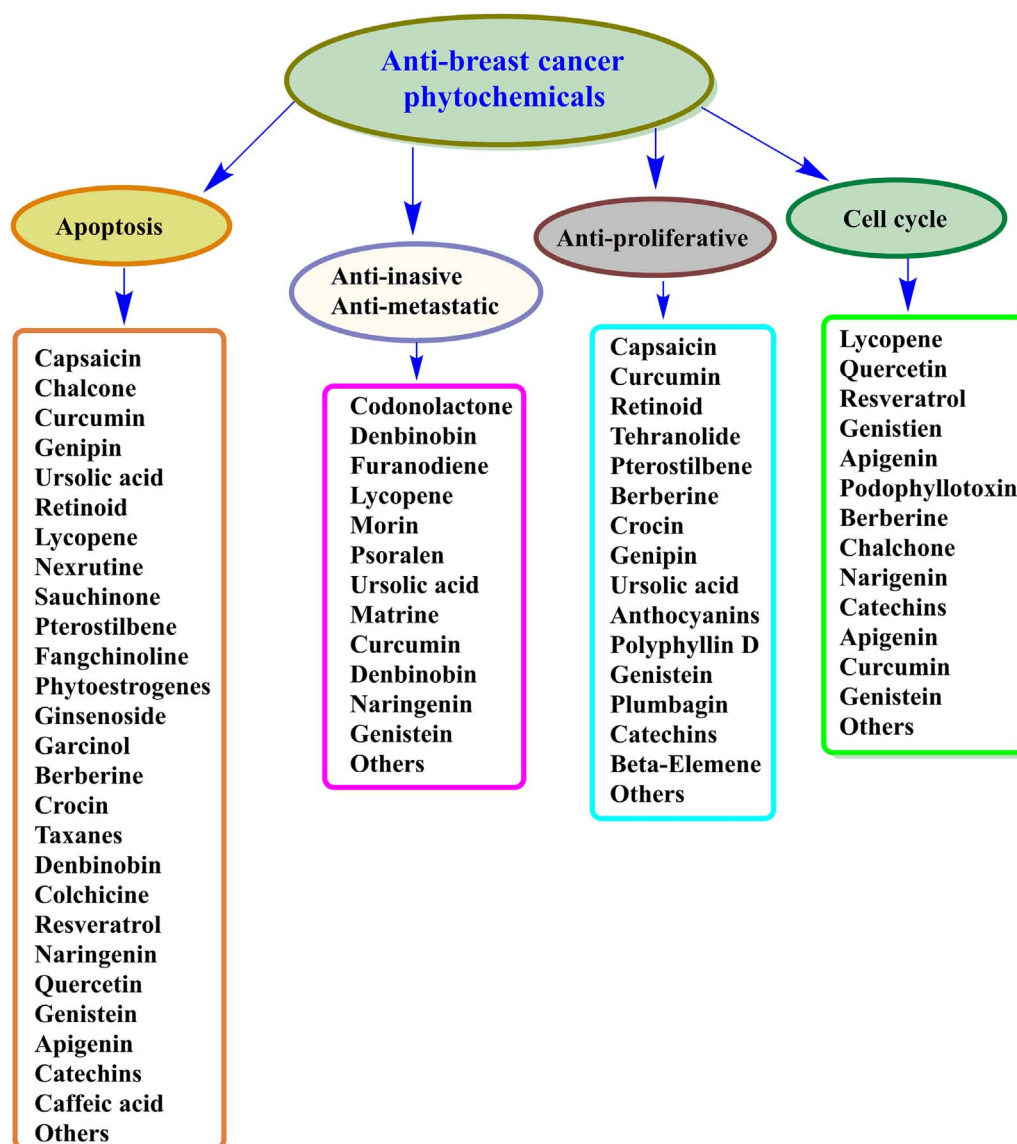 Anti-breast cancer
phytochemicals
Apoptosis
Anti-inasive
Anti-metastatic
Anti-proliferative
Cell cycle
Capsaicin
Chalcone
Curcumin
Genipin
Ursolic acid
Retinoid
Lycopene
Nexrutine
Sauchinone
Pterostilbene
Fangchinoline
Phytoestrogenes
Ginsenoside
Garcinol
Berberine
Crocin
Taxanes
Denbinobin
Colchicine
Resveratrol
Naringenin
Quercetin
Genistein
Apigenin
Catechins
Caffeic acid
Others
Codonolactone
Denbinobin
Furanodiene
Lycopene
Morin
Psoralen
Ursolic acid
Matrine
Curcumin
Denbinobin
Naringenin
Genistein
Others
Capsaicin
Curcumin
Retinoid
Tehranolide
Pterostilbene
Berberine
Crocin
Genipin
Ursolic acid
Anthocyanins
Polyphyllin D
Genistein
Plumbagin
Catechins
Beta-Elemene
Others
Lycopene
Quercetin
Resveratrol
Genistien
Apigenin
Podophyllotoxin
Berberine
Chalchone
Narigenin
Catechins
Apigenin
Curcumin
Genistein
Others